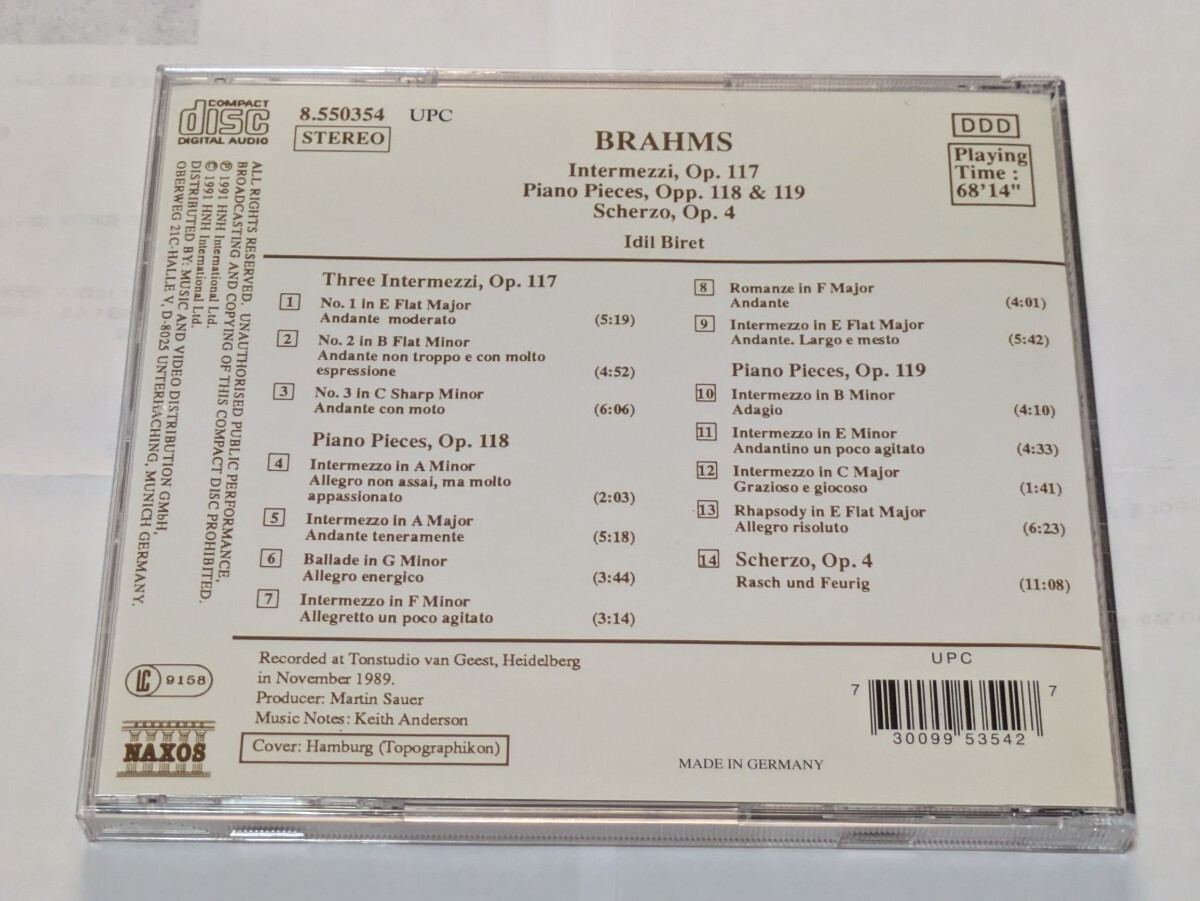 COMPACT
disc
DIGITAL AUDIO
8.550354 UPC
STEREO
BRAHMS
Intermezzi, Op. 117
Piano Pieces, Opp. 118 & 119
Scherzo, Op. 4
Idil Biret
DDD
Playing
Time :
68'14"
ALL RIGHTS RESERVED. UNAUTHORISED PUBLIC PERFORMANCE,
BROADCASTING AND COPYING OF THIS COMPACT DISC PROHIBITED.
℗ 1991 HNH International Ltd.
© 1991 HNH International Ltd.
DISTRIBUTED BY: MUSIC AND VIDEO DISTRIBUTION GMbH,
OBERWEG 21C-HALLE V, D-8025 UNTERHACHING, MUNICH GERMANY.
Three Intermezzi, Op. 117
1 No. 1 in E Flat Major
Andante moderato (5:19)
2 No. 2 in B Flat Minor
Andante non troppo e con molto
espressione (4:52)
3 No. 3 in C Sharp Minor
Andante con moto (6:06)
Piano Pieces, Op. 118
4 Intermezzo in A Minor
Allegro non assai, ma molto
appassionato (2:03)
5 Intermezzo in A Major
Andante teneramente (5:18)
6 Ballade in G Minor
Allegro energico (3:44)
7 Intermezzo in F Minor
Allegretto un poco agitato (3:14)
8 Romanze in F Major
Andante (4:01)
9 Intermezzo in E Flat Major
Andante. Largo e mesto (5:42)
Piano Pieces, Op. 119
10 Intermezzo in B Minor
Adagio (4:10)
11 Intermezzo in E Minor
Andantino un poco agitato (4:33)
12 Intermezzo in C Major
Grazioso e giocoso (1:41)
13 Rhapsody in E Flat Major
Allegro risoluto (6:23)
14 Scherzo, Op. 4
Rasch und Feurig (11:08)
LC 9158
NAXOS
Recorded at Tonstudio van Geest, Heidelberg
in November 1989.
Producer: Martin Sauer
Music Notes: Keith Anderson
Cover: Hamburg (Topographikon)
MADE IN GERMANY
UPC
7 30099 53542 7